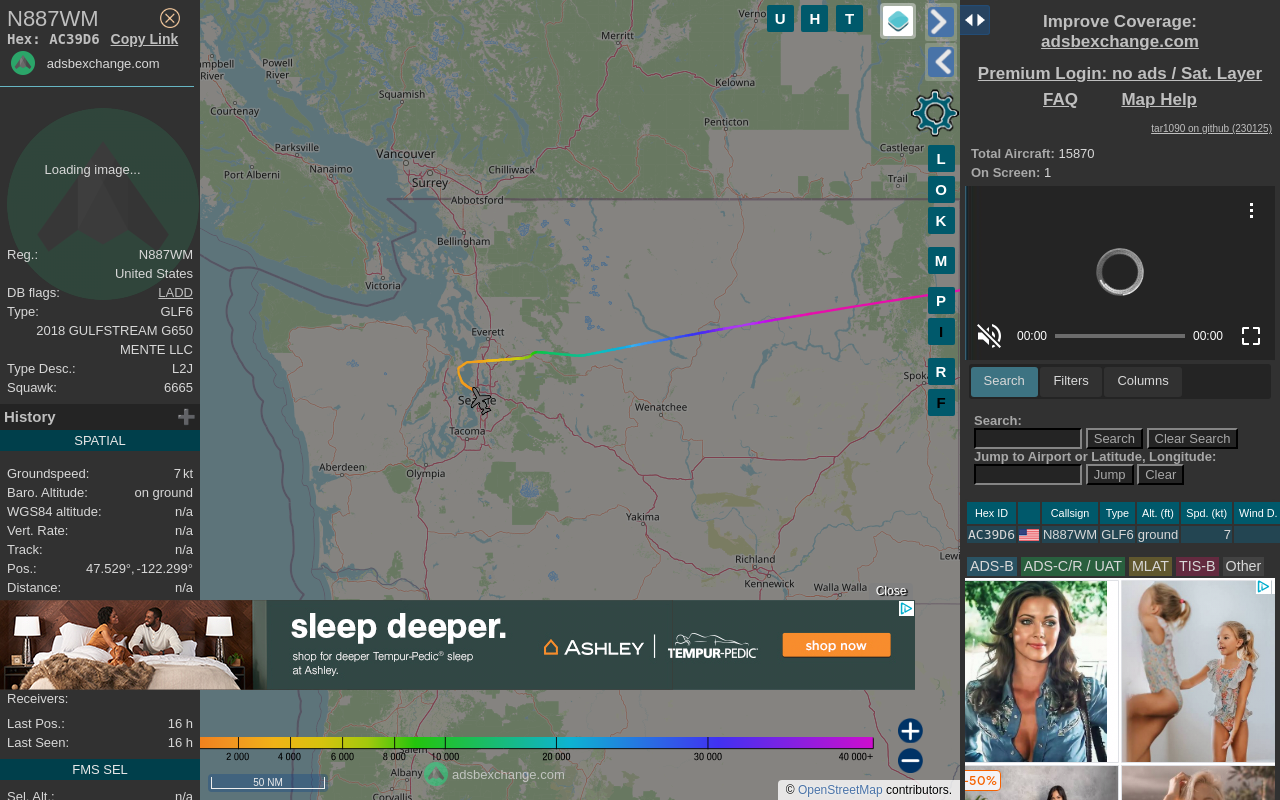 N887WM
Hex: AC39D6 Copy Link
adsbexchange.com
Loading image...
Reg.: N887WM
United States
DB flags: LADD
Type: GLF6
2018 GULFSTREAM G650
MENTE LLC
Type Desc.: L2J
Squawk: 6665
History
SPATIAL
Groundspeed: 7 kt
Baro. Altitude: on ground
WGS84 altitude: n/a
Vert. Rate: n/a
Track: n/a
Pos.: 47.529°, -122.299°
Distance: n/a
Receivers:
Last Pos.: 16 h
Last Seen: 16 h
FMS SEL
Sel. Alt.: n/a
U H T
Merritt
Powell
River
River
Squamish
Kelowna
Courtenay
Penticton
Parksville
Vancouver
Castlegar
Port Alberni
Nanaimo
Surrey
Chilliwack
Trail
Abbotsford
Bellingham
Victoria
Everett
Wenatchee
Tacoma
Aberdeen
Olympia
Yakima
Richland
Kennewick
Walla Walla
Albany
Corvallis
L
O
K
M
P
I
R
F
Close
sleep deeper.
shop for deeper Tempur-Pedic® sleep
at Ashley.
ASHLEY
TEMPUR-PEDIC
shop now
2 000 4 000 6 000 8 000 10 000 20 000 30 000 40 000+
adsbexchange.com
50 NM
© OpenStreetMap contributors.
Improve Coverage:
adsbexchange.com
Premium Login: no ads / Sat. Layer
FAQ Map Help
tar1090 on github (230125)
Total Aircraft: 15870
On Screen: 1
00:00 00:00
Search Filters Columns
Search:
Search Clear Search
Jump to Airport or Latitude, Longitude:
Jump Clear
Hex ID Callsign Type Alt. (ft) Spd. (kt) Wind D.
AC39D6 N887WM GLF6 ground 7
ADS-B ADS-C/R / UAT MLAT TIS-B Other
-50%